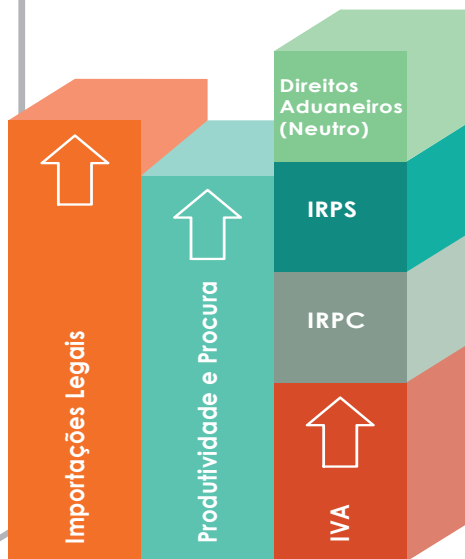 Importações Legais
Produtividade e Procura
Direitos
Aduaneiros
(Neutro)
IRPS
IRPC
IVA